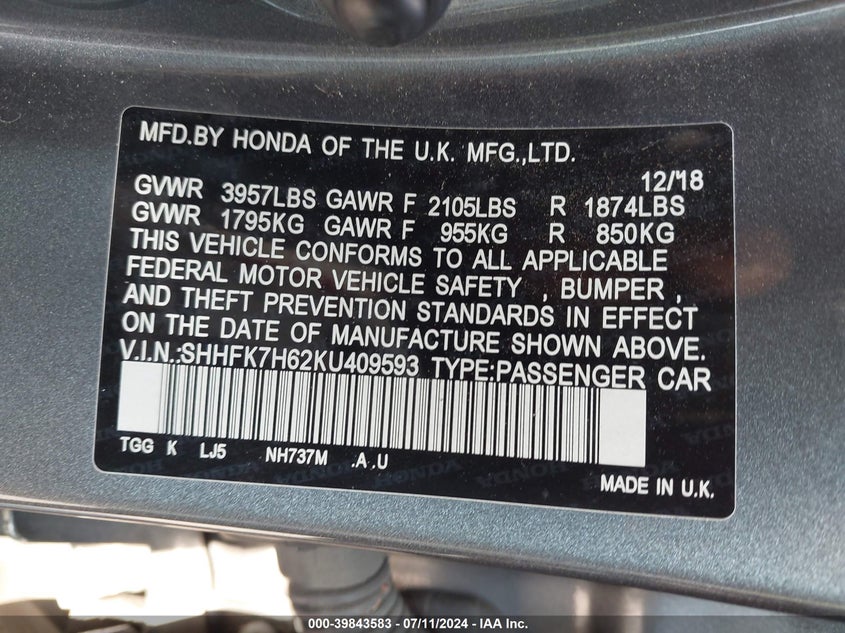 MFD.BY HONDA OF THE U.K. MFG.,LTD.
12/18
GVWR 3957LBS GAWR F 2105LBS R 1874LBS
GVWR 1795KG GAWR F 955KG R 850KG
THIS VEHICLE CONFORMS TO ALL APPLICABLE
FEDERAL MOTOR VEHICLE SAFETY , BUMPER ,
AND THEFT PREVENTION STANDARDS IN EFFECT
ON THE DATE OF MANUFACTURE SHOWN ABOVE.
V.I.N.:SHHFK7H62KU409593 TYPE:PASSENGER CAR
TGG K LJ5 NH737M .A .U
MADE IN U.K.
000-39843583 - 07/11/2024 - IAA Inc.